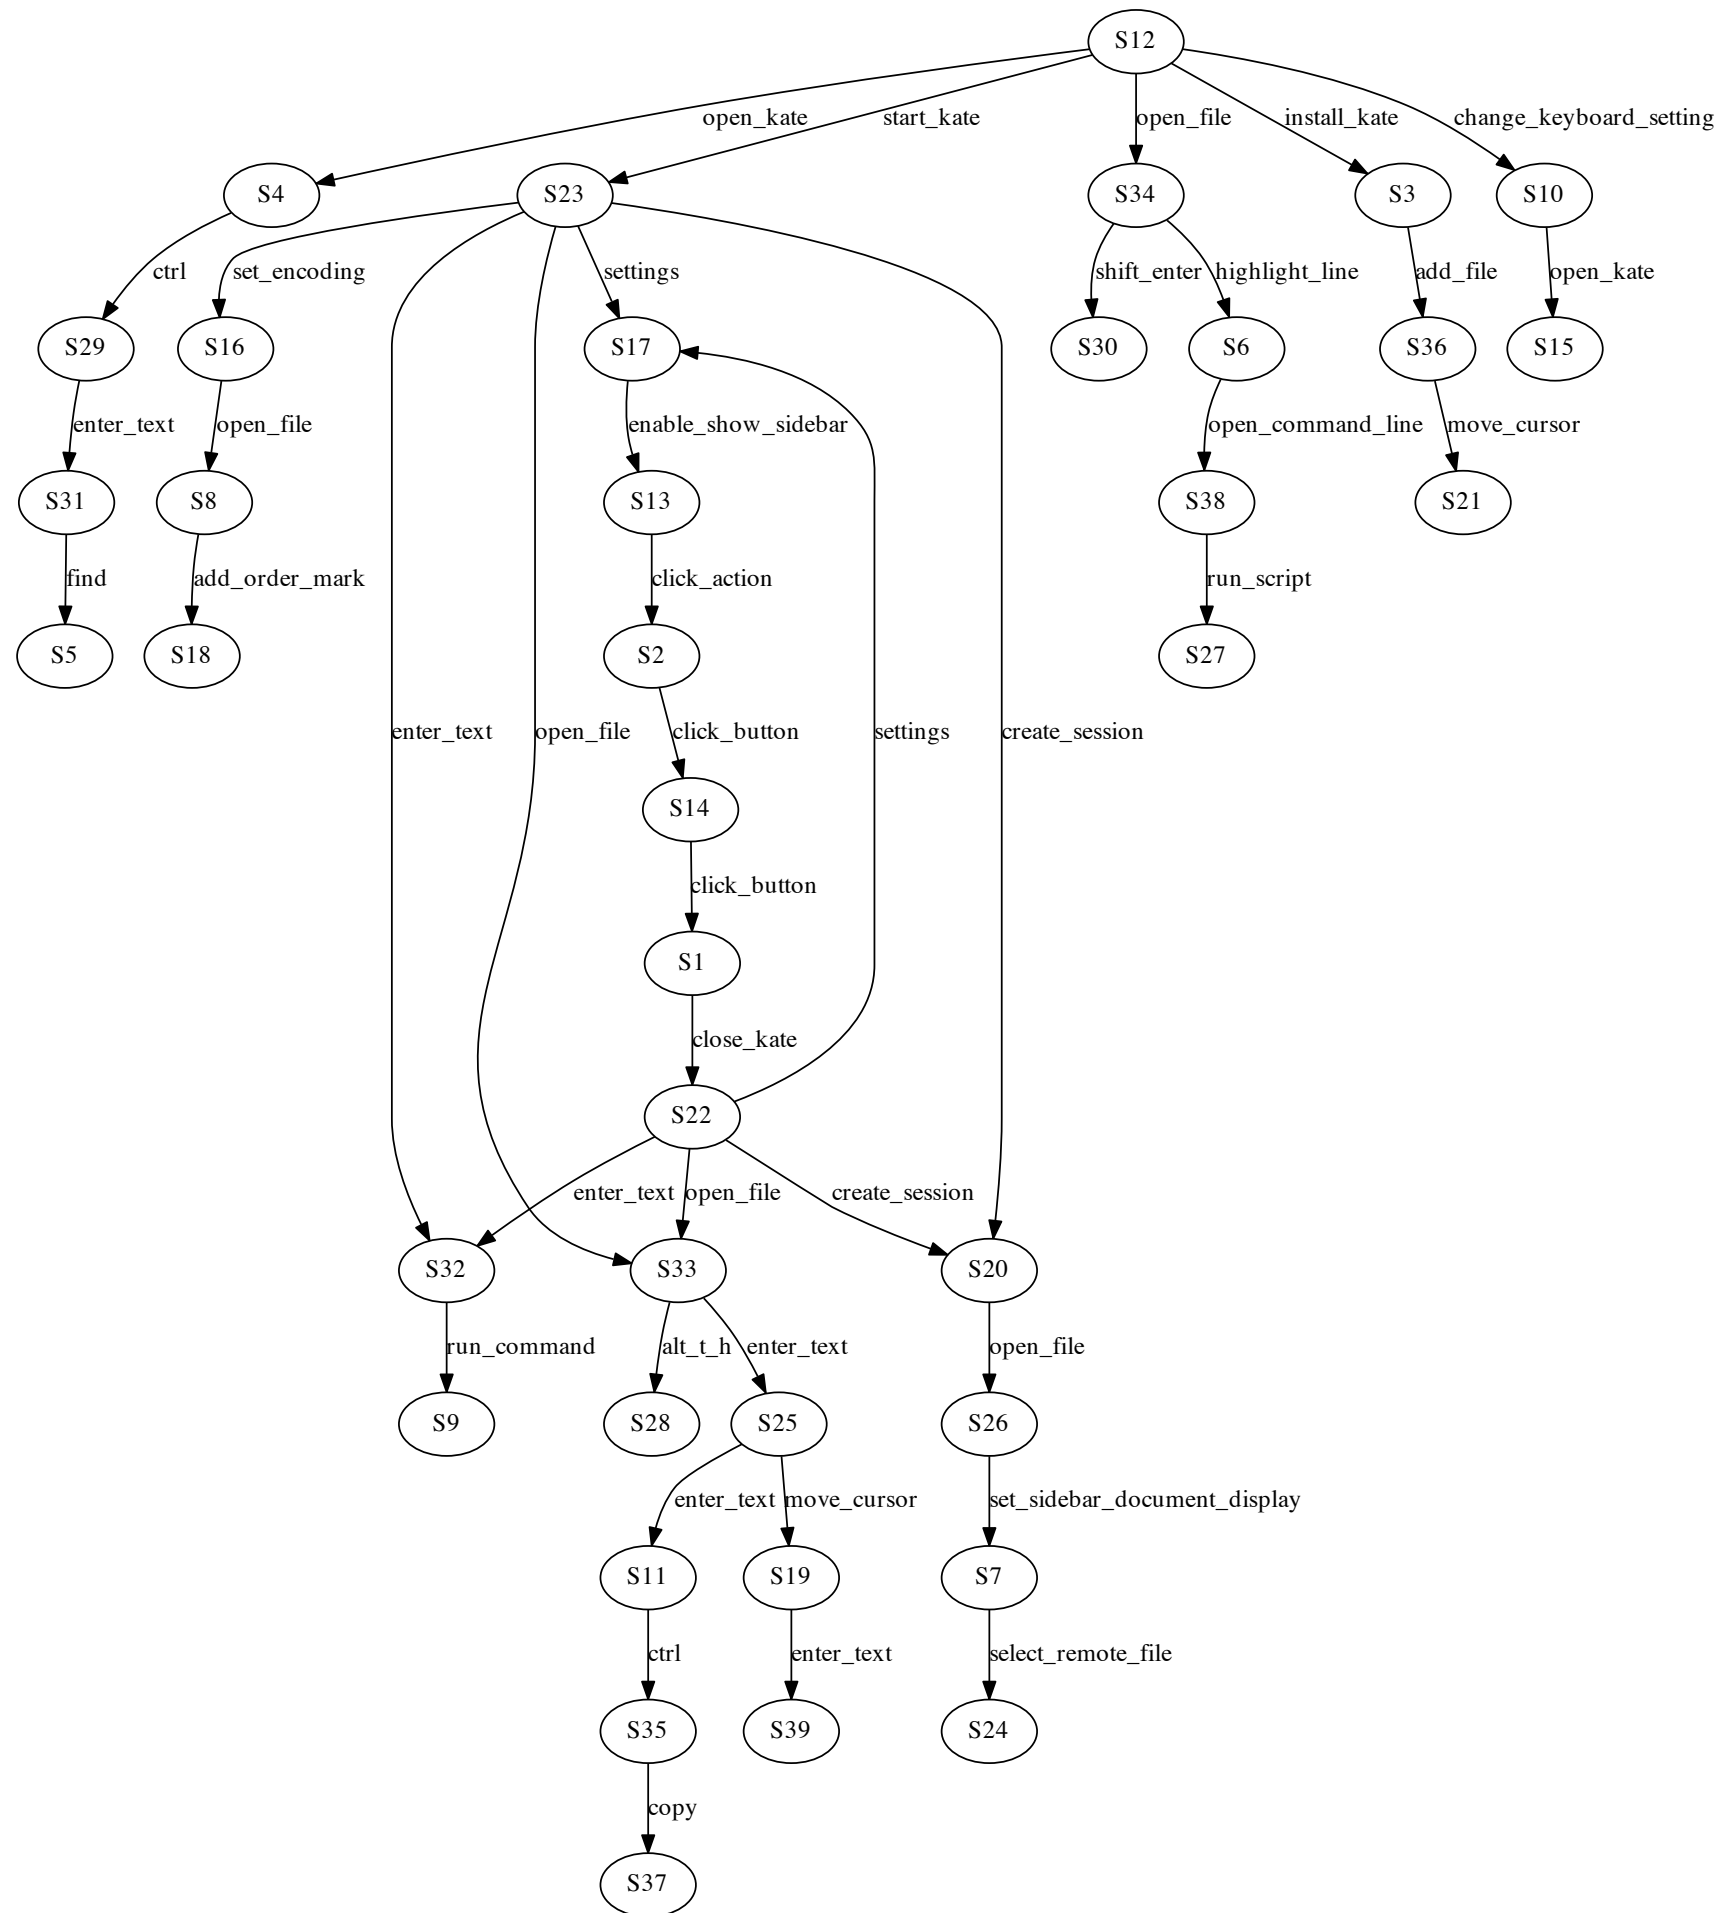 S12
open_kate start_kate open_file install_kate change_keyboard_setting
S4 S23 S34 S3 S10
ctrl set_encoding settings shift_enter highlight_line add_file open_kate
S29 S16 S17 S30 S6 S36 S15
enter_text open_file enable_show_sidebar open_command_line move_cursor
S31 S8 S13 S38 S21
find add_order_mark click_action run_script
S5 S18 S2 S27
enter_text open_file click_button settings create_session
S14
click_button
S1
close_kate
S22
enter_text open_file create_session
S32 S33 S20
run_command alt_t_h enter_text open_file
S9 S28 S25 S26
enter_text move_cursor set_sidebar_document_display
S11 S19 S7
ctrl enter_text select_remote_file
S35 S39 S24
copy
S37